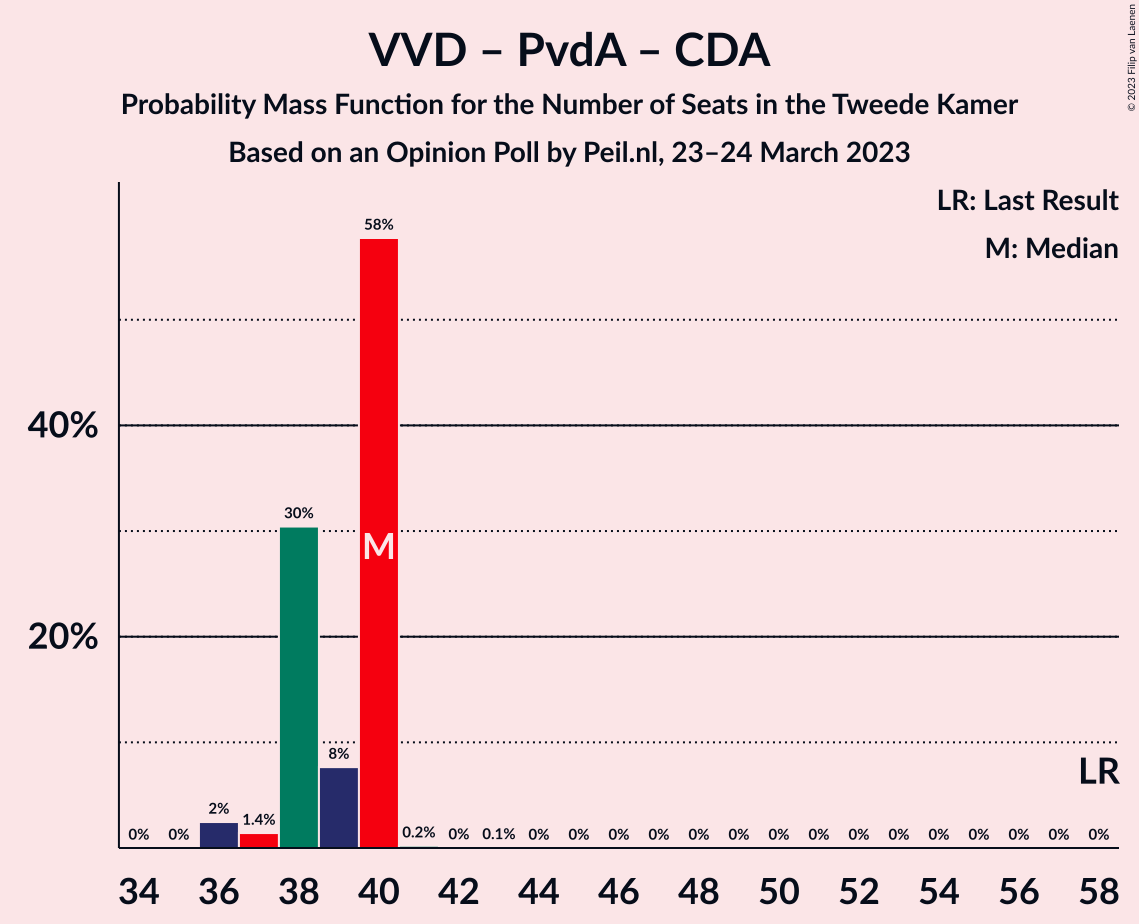 VVD – PvdA – CDA
Probability Mass Function for the Number of Seats in the Tweede Kamer
Based on an Opinion Poll by Peil.nl, 23–24 March 2023
© 2023 Filip van Laenen
LR: Last Result
M: Median
58%
40%
30%
M
20%
8%
LR
2%
1.4%
0% 0% 0.2% 0% 0.1% 0% 0% 0% 0% 0% 0% 0% 0% 0% 0% 0% 0% 0% 0% 0%
34 36 38 40 42 44 46 48 50 52 54 56 58